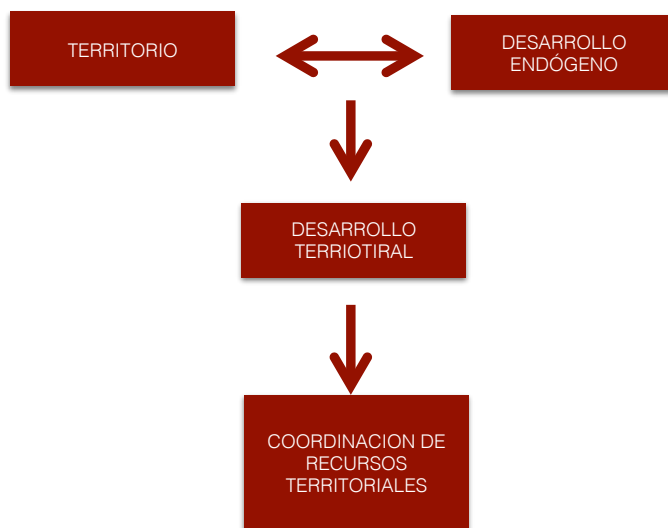 TERRITORIO
DESARROLLO
ENDÓGENO
DESARROLLO
TERRIOTIRAL
COORDINACION DE
RECURSOS
TERRITORIALES